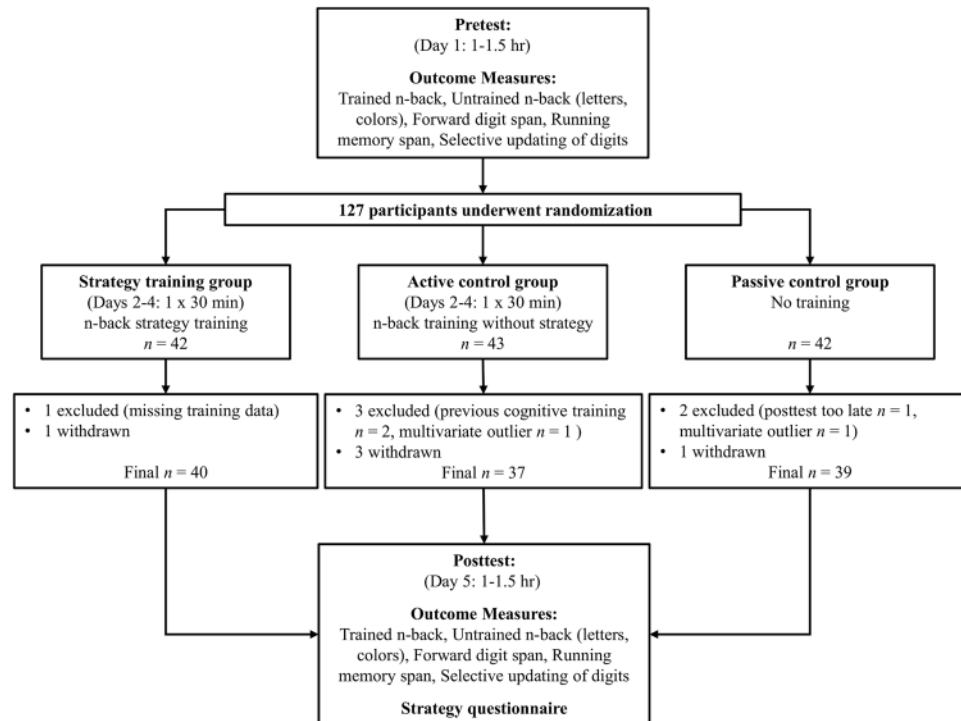 Pretest:
(Day 1: 1-1.5 hr)
Outcome Measures:
Trained n-back, Untrained n-back (letters,
colors), Forward digit span, Running
memory span, Selective updating of digits
127 participants underwent randomization
Strategy training group
(Days 2-4: 1 x 30 min)
n-back strategy training
n = 42
Active control group
(Days 2-4: 1 x 30 min)
n-back training without strategy
n = 43
Passive control group
No training
n = 42
• 1 excluded (missing training data)
• 1 withdrawn
Final n = 40
• 3 excluded (previous cognitive training
n = 2, multivariate outlier n = 1 )
• 3 withdrawn
Final n = 37
• 2 excluded (posttest too late n = 1,
multivariate outlier n = 1)
• 1 withdrawn
Final n = 39
Posttest:
(Day 5: 1-1.5 hr)
Outcome Measures:
Trained n-back, Untrained n-back (letters,
colors), Forward digit span, Running
memory span, Selective updating of digits
Strategy questionnaire